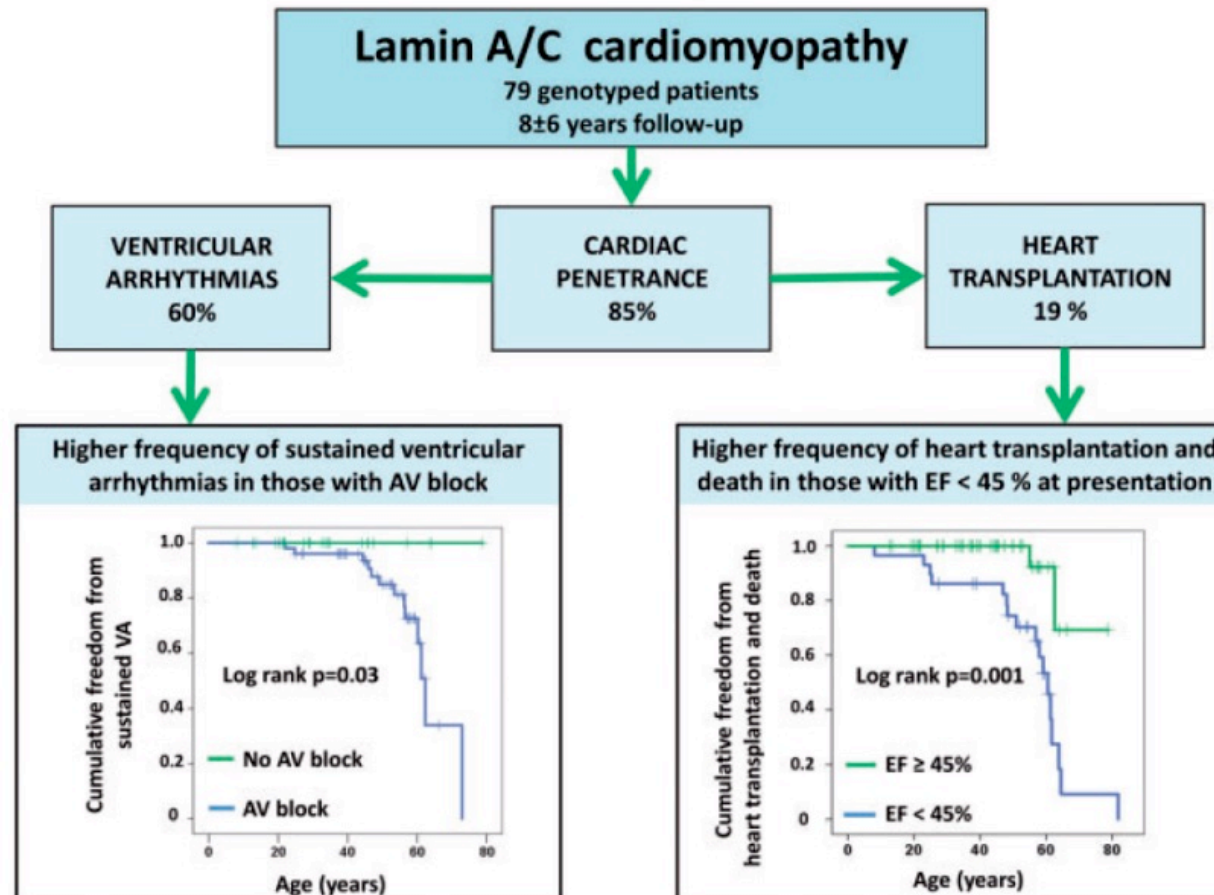 Lamin A/C cardiomyopathy
79 genotyped patients
8±6 years follow-up
VENTRICULAR
ARRHYTHMIAS
60%
CARDIAC
PENETRANCE
85%
HEART
TRANSPLANTATION
19 %
Higher frequency of sustained ventricular
arrhythmias in those with AV block
Cumulative freedom from
sustained VA
1.0
0.8
0.6
0.4
0.2
0
Log rank p=0.03
No AV block
AV block
0 20 40 60 80
Age (years)
Higher frequency of heart transplantation and
death in those with EF < 45 % at presentation
Cumulative freedom from
heart transplantation and death
1.0
0.8
0.6
0.4
0.2
0
Log rank p=0.001
EF ≥ 45%
EF < 45%
0 20 40 60 80
Age (years)